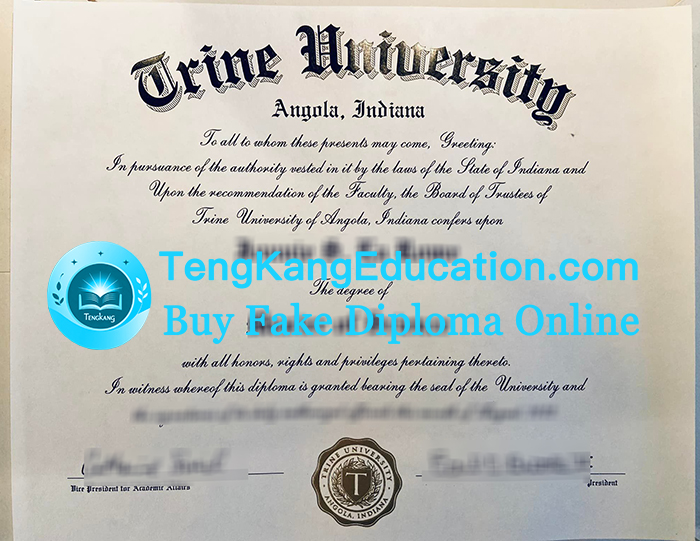 Trine University
Angola, Indiana
To all to whom these presents may come, Greeting:
In pursuance of the authority vested in it by the laws of the State of Indiana and
Upon the recommendation of the Faculty, the Board of Trustees of
Trine University of Angola, Indiana confers upon
TengKangEducation.com
TENGKANG
The degree of
Buy Fake Diploma Online
with all honors, rights and privileges pertaining thereto.
In witness whereof this diploma is granted bearing the seal of the University and
TRINE UNIVERSITY
T
ANGOLA, INDIANA
Vice President for Academic Affairs
President